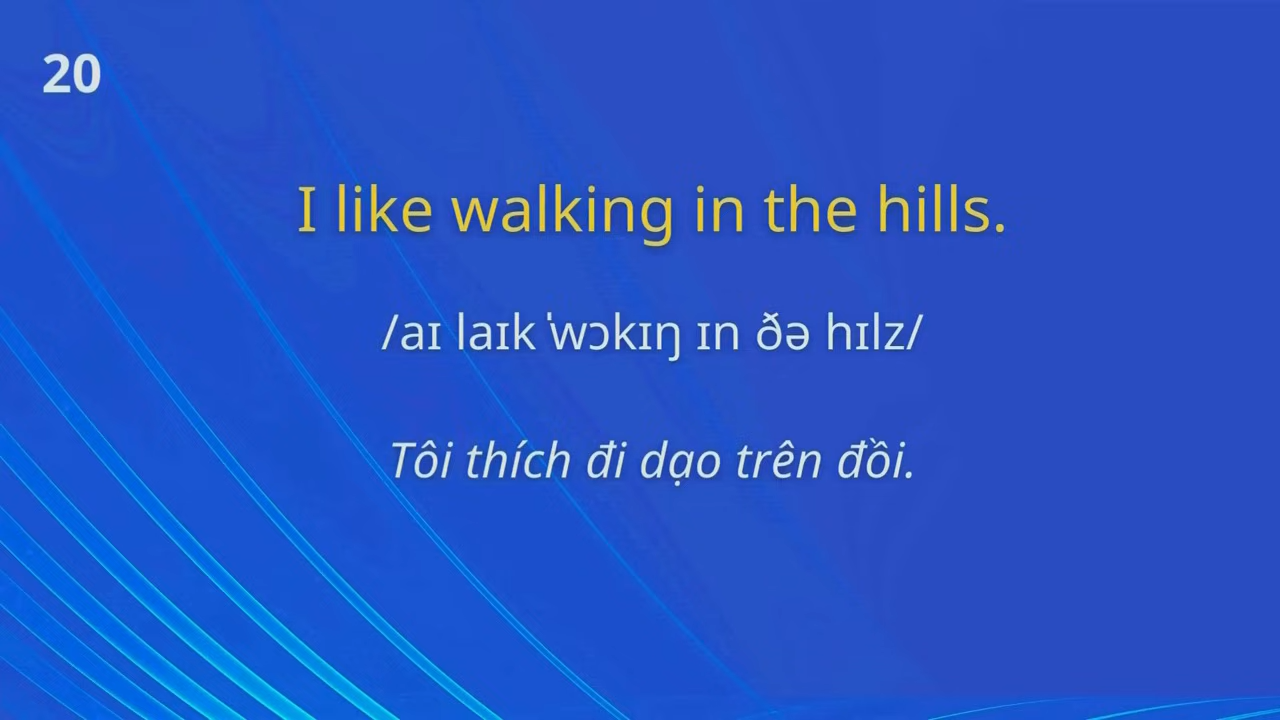 20
I like walking in the hills.
/aɪ laɪk ˈwɔkɪŋ ɪn ðə hɪlz/
Tôi thích đi dạo trên đồi.